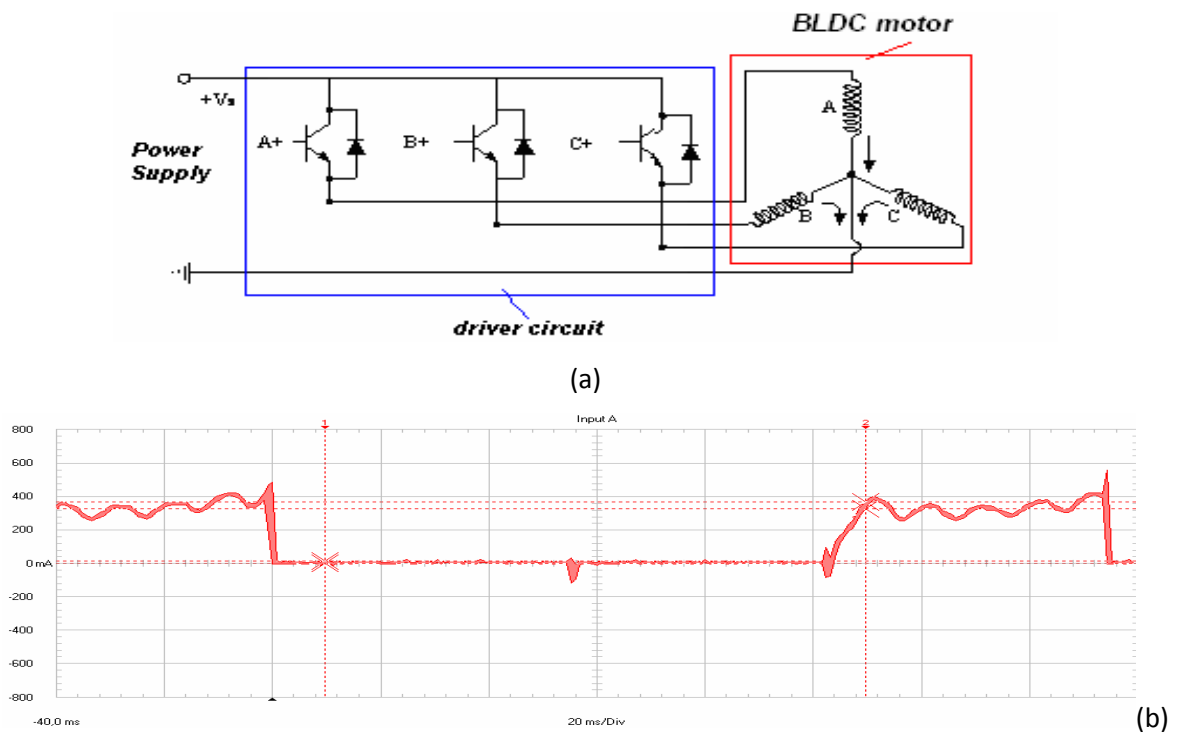 BLDC motor
+Vs
A+
B+
C+
A
Power
Supply
B
C
driver circuit
(a)
Input A
1
2
800
600
400
200
0 mA
-200
-400
-600
-800
-40,0 ms
20 ms/Div
(b)